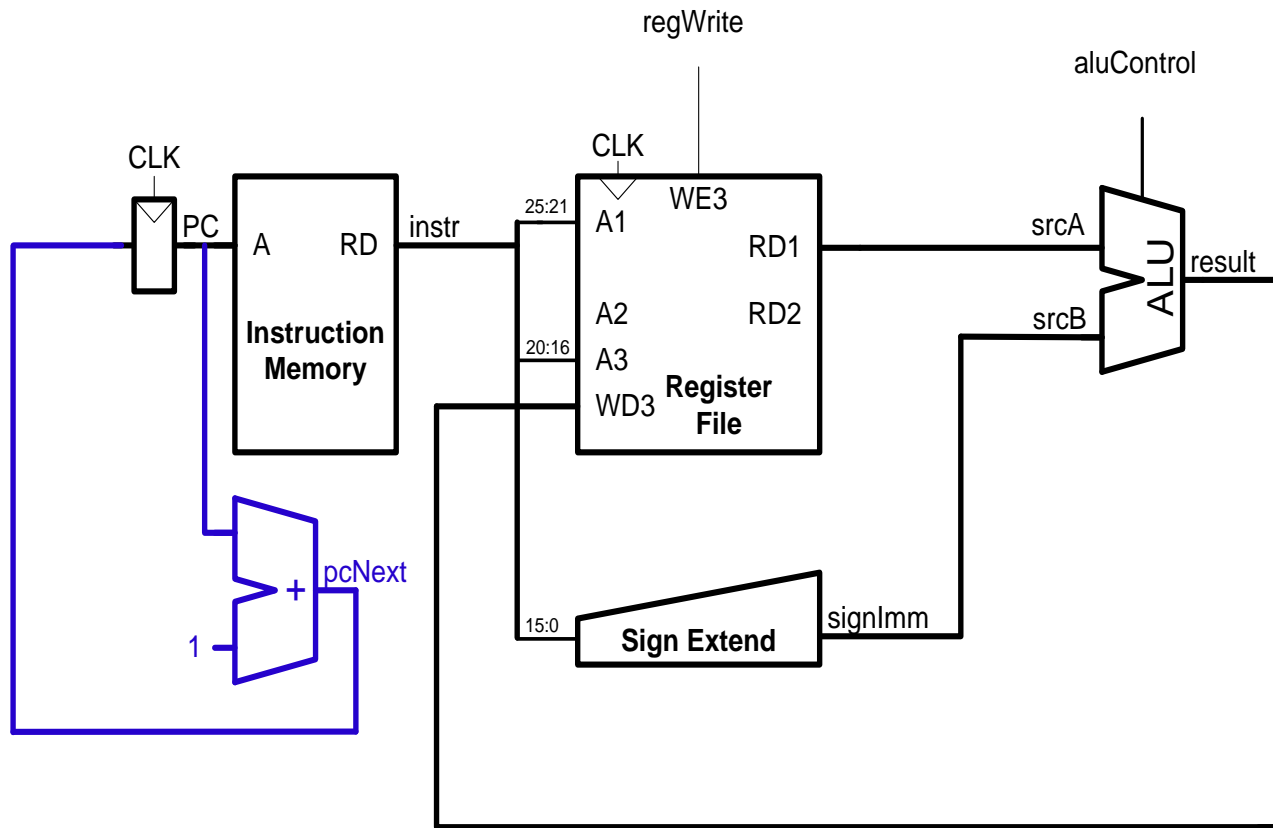 regWrite
aluControl
CLK
CLK
PC
A
RD
instr
25:21
A1
WE3
RD1
srcA
ALU
result
Instruction
Memory
A2
RD2
srcB
20:16
A3
WD3
Register
File
pcNext
+
1
15:0
Sign Extend
signImm